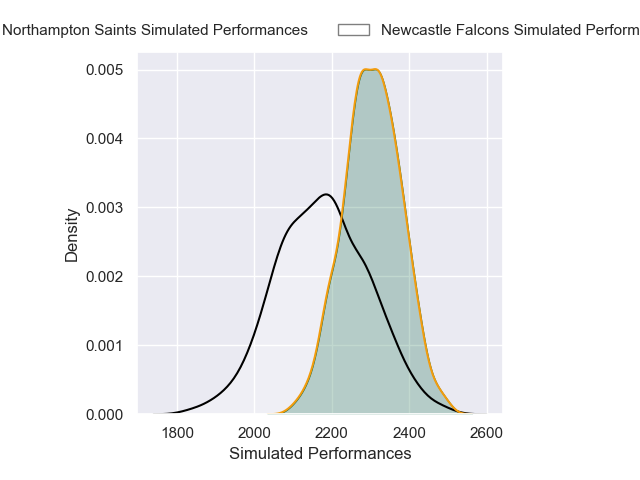 Northampton Saints Simulated Performances
Newcastle Falcons Simulated Perform
0.005
0.004
0.003
0.002
0.001
0.000
Density
1800 2000 2200 2400 2600
Simulated Performances